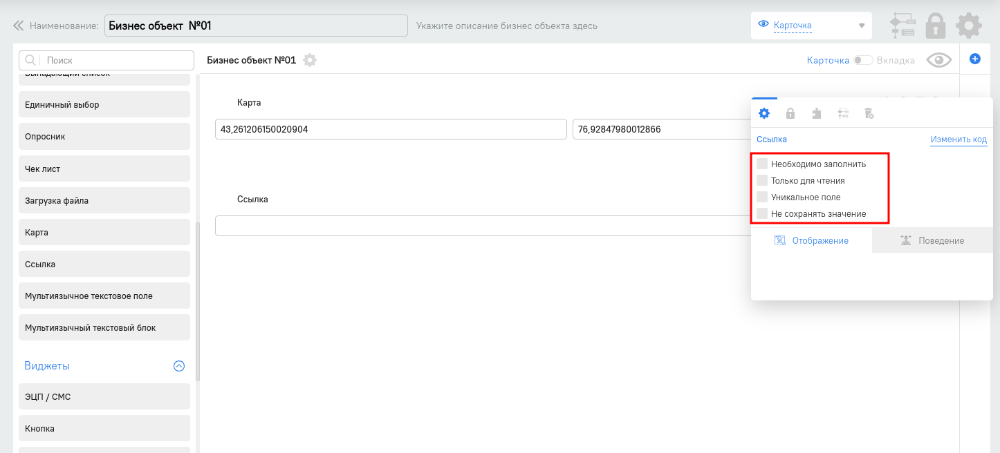 Наименование: Бизнес объект №01 Укажите описание бизнес объекта здесь Карточка
Поиск
Бизнес объект №01 Карточка Вкладка
Выпадающий список
Единичный выбор
Опросник
Чек лист
Загрузка файла
Карта
Ссылка
Мультиязычное текстовое поле
Мультиязычный текстовый блок
Виджеты
ЭЦП / СМС
Кнопка
Карта
43,261206150020904 76,92847980012866
Ссылка
Ссылка Изменить код
Необходимо заполнить
Только для чтения
Уникальное поле
Не сохранять значение
Отображение Поведение